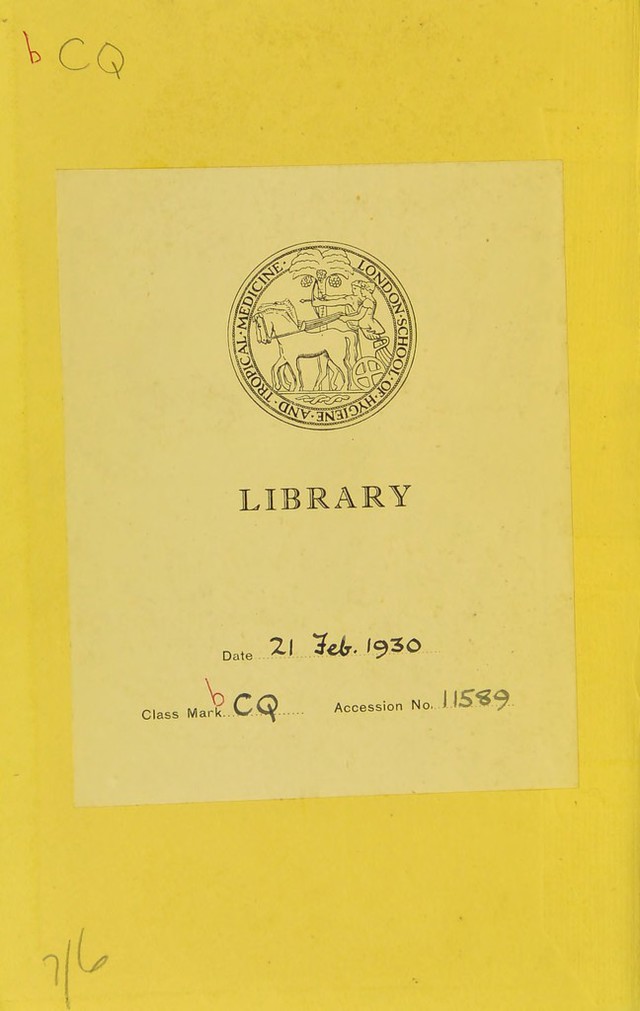 b CQ
LONDON·SCHOOL·OF·HYGIENE·AND·TROPICAL·MEDICINE·
LIBRARY
Date 21 Feb. 1930
Class Mark b CQ Accession No. 11589
7/6